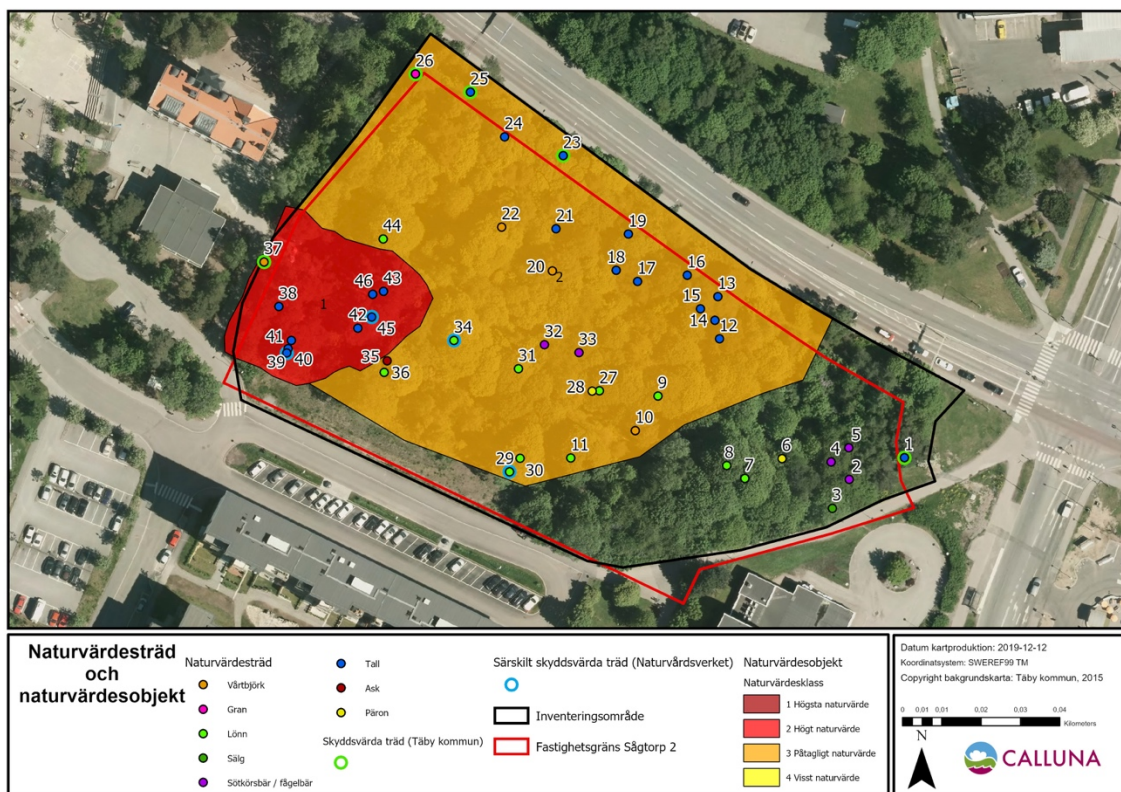 26
25
24
23
44
22
21
19
37
20
2
18
17
16
13
46
43
38
1
15
14
12
42
45
41
34
32
33
39
40
35
31
36
28
27
9
10
5
29
30
11
8
7
6
4
1
2
3
Naturvärdesträd
och
naturvärdesobjekt
Naturvärdesträd
Vårtbjörk
Gran
Lönn
Sälg
Sötkörsbär / fågelbär
Tall
Ask
Päron
Skyddsvärda träd (Täby kommun)
Särskilt skyddsvärda träd (Naturvårdsverket)
Inventeringsområde
Fastighetsgräns Sågtorp 2
Naturvärdesobjekt
Naturvärdesklass
1 Högsta naturvärde
2 Högt naturvärde
3 Påtagligt naturvärde
4 Visst naturvärde
Datum kartproduktion: 2019-12-12
Koordinatsystem: SWEREF99 TM
Copyright bakgrundskarta: Täby kommun, 2015
0 0,01 0,01 0,02 0,03 0,04
Kilometers
N
CALLUNA